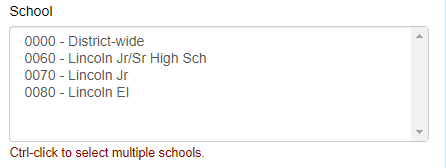 School
0000 - District-wide
0060 - Lincoln Jr/Sr High Sch
0070 - Lincoln Jr
0080 - Lincoln El
Ctrl-click to select multiple schools.